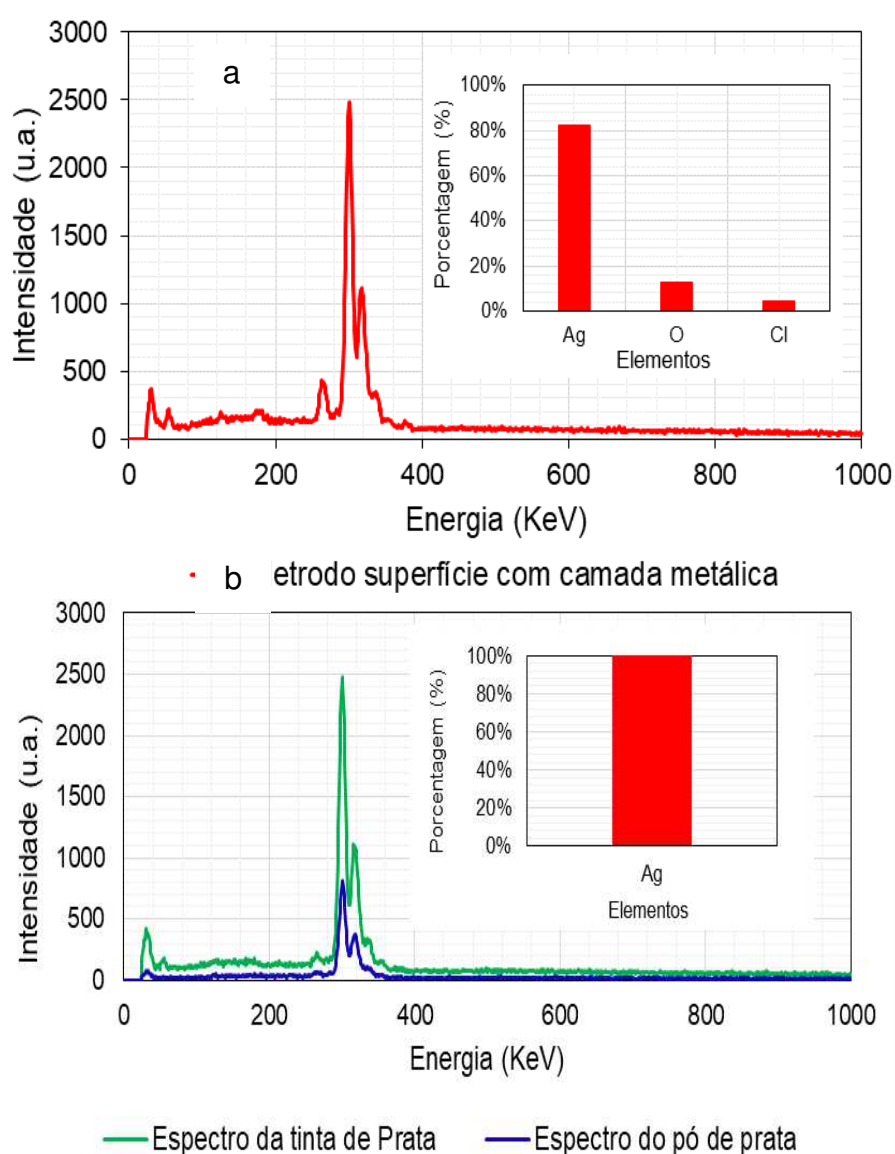 a
Intensidade (u.a.)
3000
2500
2000
1500
1000
500
0
0 200 400 600 800 1000
Energia (KeV)
Porcentagem (%)
100%
80%
60%
40%
20%
0%
Ag O Cl
Elementos
b etrodo superfície com camada metálica
Intensidade (u.a.)
3000
2500
2000
1500
1000
500
0
0 200 400 600 800 1000
Energia (KeV)
Porcentagem (%)
100%
80%
60%
40%
20%
0%
Ag
Elementos
Espectro da tinta de Prata Espectro do pó de prata